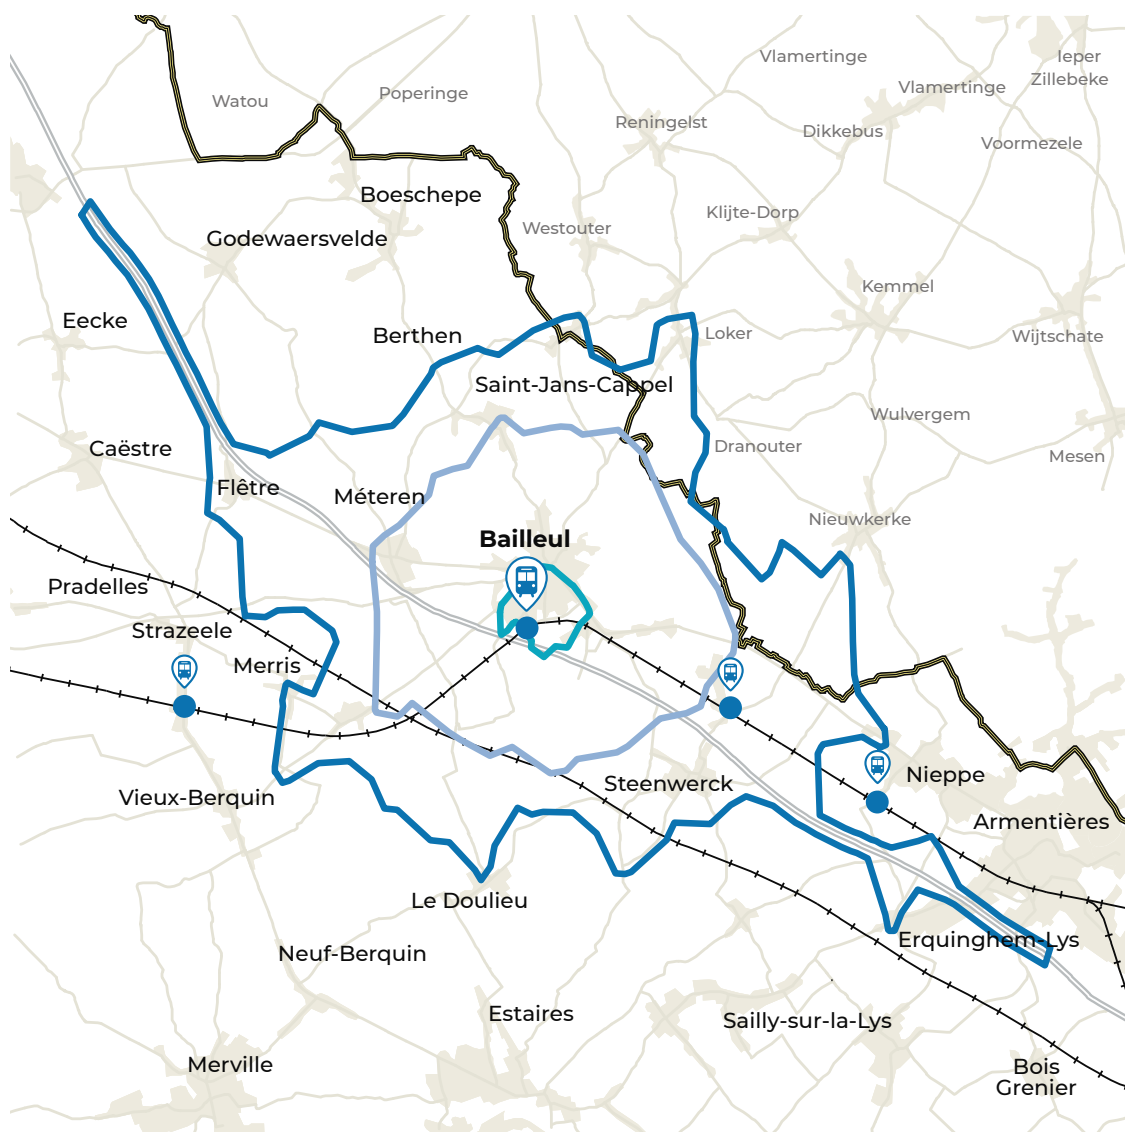 Vlamertinge
Ieper
Zillebeke
Vlamertinge
Poperinge
Watou
Reningelst
Dikkebus
Voormezele
Boeschepe
Klijte-Dorp
Westouter
Godewaersvelde
Kemmel
Eecke
Berthen
Loker
Wijtschate
Saint-Jans-Cappel
Wulvergem
Caëstre
Dranouter
Mesen
Flêtre
Méteren
Nieuwkerke
Bailleul
Pradelles
Strazeele
Merris
Steenwerck
Nieppe
Vieux-Berquin
Armentières
Le Doulieu
Erquinghem-Lys
Neuf-Berquin
Estaires
Sailly-sur-la-Lys
Merville
Bois
Grenier